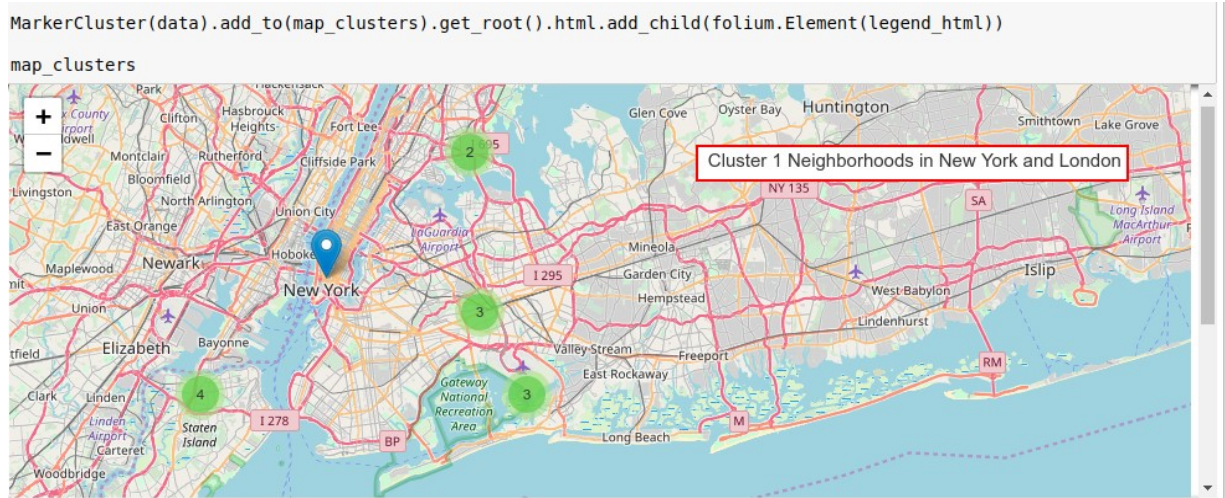 MarkerCluster(data).add_to(map_clusters).get_root().html.add_child(folium.Element(legend_html))
map_clusters
+
−
Park
Clifton
Hasbrouck
Heights
Fort Lee
2
Glen Cove
Oyster Bay
Huntington
Smithtown
Lake Grove
Cluster 1 Neighborhoods in New York and London
Montclair
Rutherford
Cliffside Park
Bloomfield
Livingston
North Arlington
Union City
NY 135
SA
Long Island
MacArthur
Airport
East Orange
LaGuardia
Airport
Mineola
Maplewood
Newark
I 295
Garden City
Islip
New York
Hempstead
West Babylon
Union
3
Lindenhurst
Elizabeth
Bayonne
Valley Stream
Freeport
East Rockaway
RM
Clark
Linden
4
Gateway
National
Recreation
Area
3
Linden
Airport
Carteret
Staten
Island
I 278
BP
Long Beach
M
Woodbridge